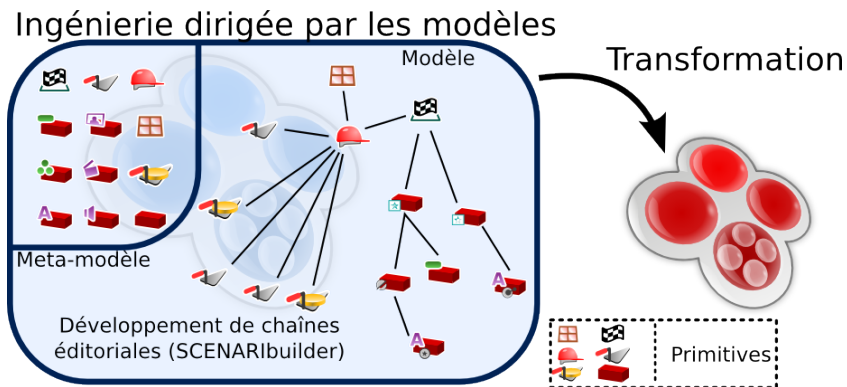 Ingénierie dirigée par les modèles
Modèle
Transformation
A
A
A
Meta-modèle
Développement de chaînes
éditoriales (SCENARIbuilder)
Primitives